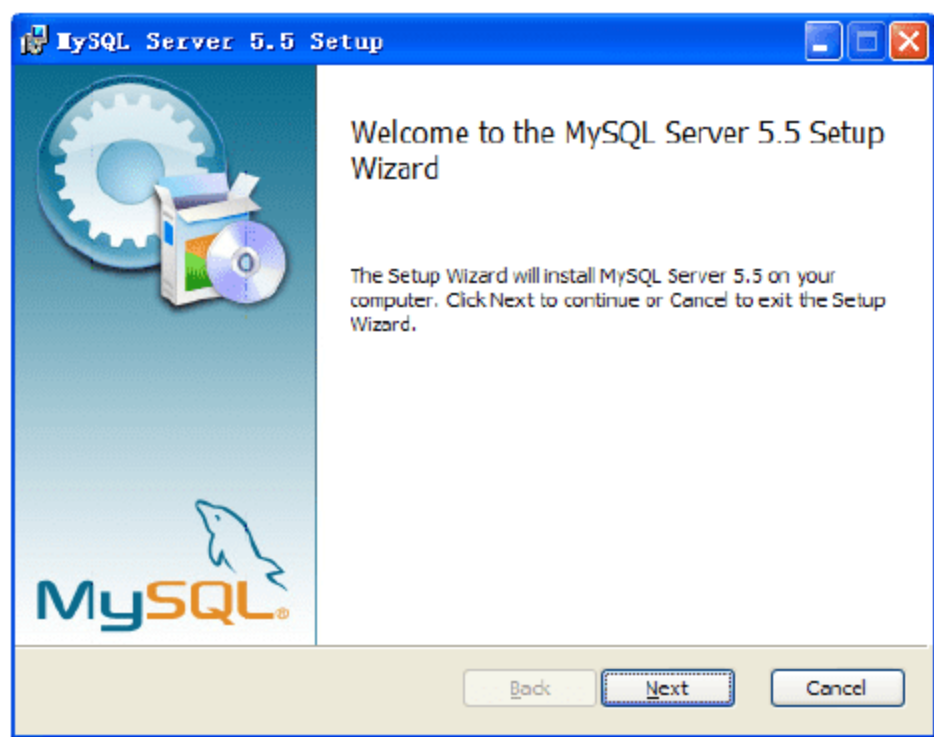 MySQL Server 5.5 Setup
Welcome to the MySQL Server 5.5 Setup
Wizard
The Setup Wizard will install MySQL Server 5.5 on your
computer. Click Next to continue or Cancel to exit the Setup
Wizard.
MySQL®
Back
Next
Cancel